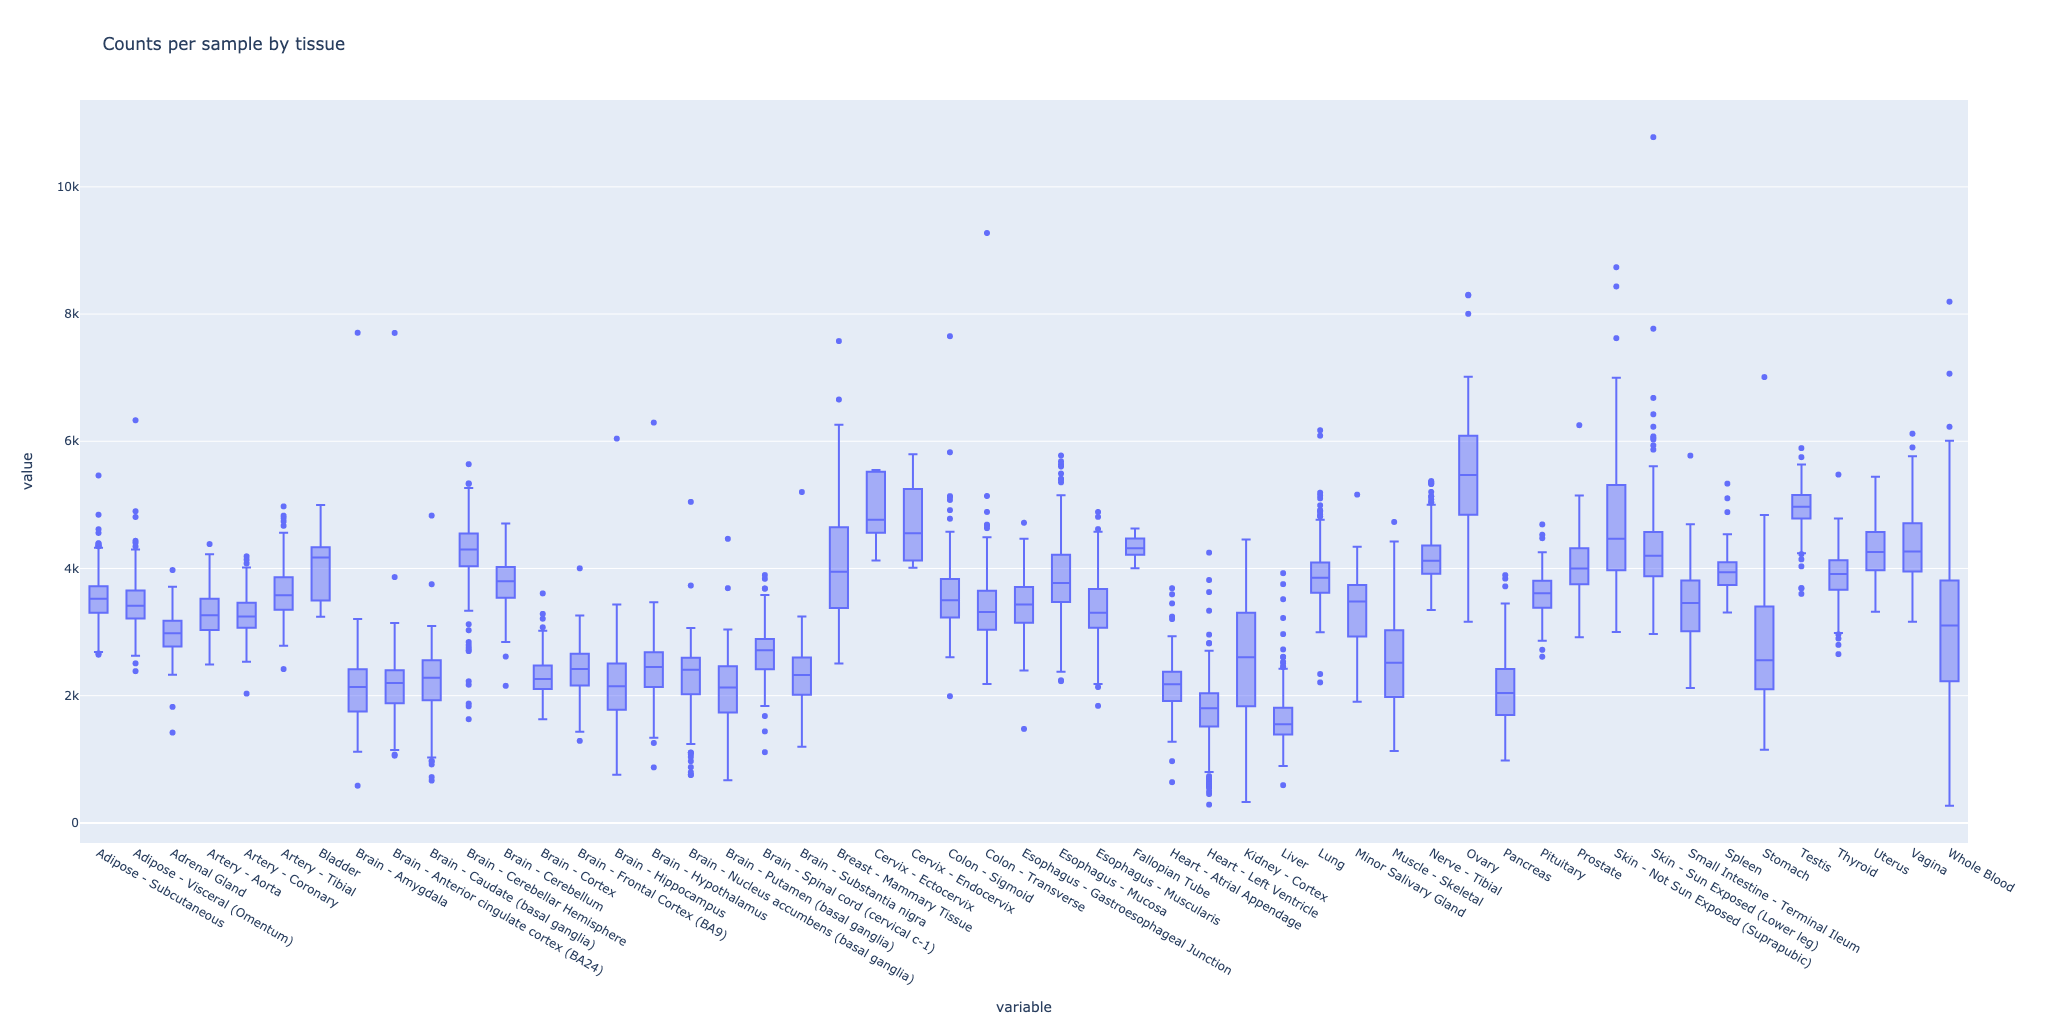 Counts per sample by tissue
value
10k
8k
6k
4k
2k
0
Adipose - Subcutaneous
Adipose - Visceral (Omentum)
Adrenal Gland
Artery - Aorta
Artery - Coronary
Artery - Tibial
Bladder
Brain - Amygdala
Brain - Anterior cingulate cortex (BA24)
Brain - Caudate (basal ganglia)
Brain - Cerebellar Hemisphere
Brain - Cerebellum
Brain - Cortex
Brain - Frontal Cortex (BA9)
Brain - Hippocampus
Brain - Hypothalamus
Brain - Nucleus accumbens (basal ganglia)
Brain - Putamen (basal ganglia)
Brain - Spinal cord (cervical c-1)
Brain - Substantia nigra
Breast - Mammary Tissue
Cervix - Ectocervix
Cervix - Endocervix
Colon - Sigmoid
Colon - Transverse
Esophagus - Gastroesophageal Junction
Esophagus - Mucosa
Esophagus - Muscularis
Fallopian Tube
Heart - Atrial Appendage
Heart - Left Ventricle
Kidney - Cortex
Liver
Lung
Minor Salivary Gland
Muscle - Skeletal
Nerve - Tibial
Ovary
Pancreas
Pituitary
Prostate
Skin - Not Sun Exposed (Suprapubic)
Skin - Sun Exposed (Lower leg)
Small Intestine - Terminal Ileum
Spleen
Stomach
Testis
Thyroid
Uterus
Vagina
Whole Blood
variable